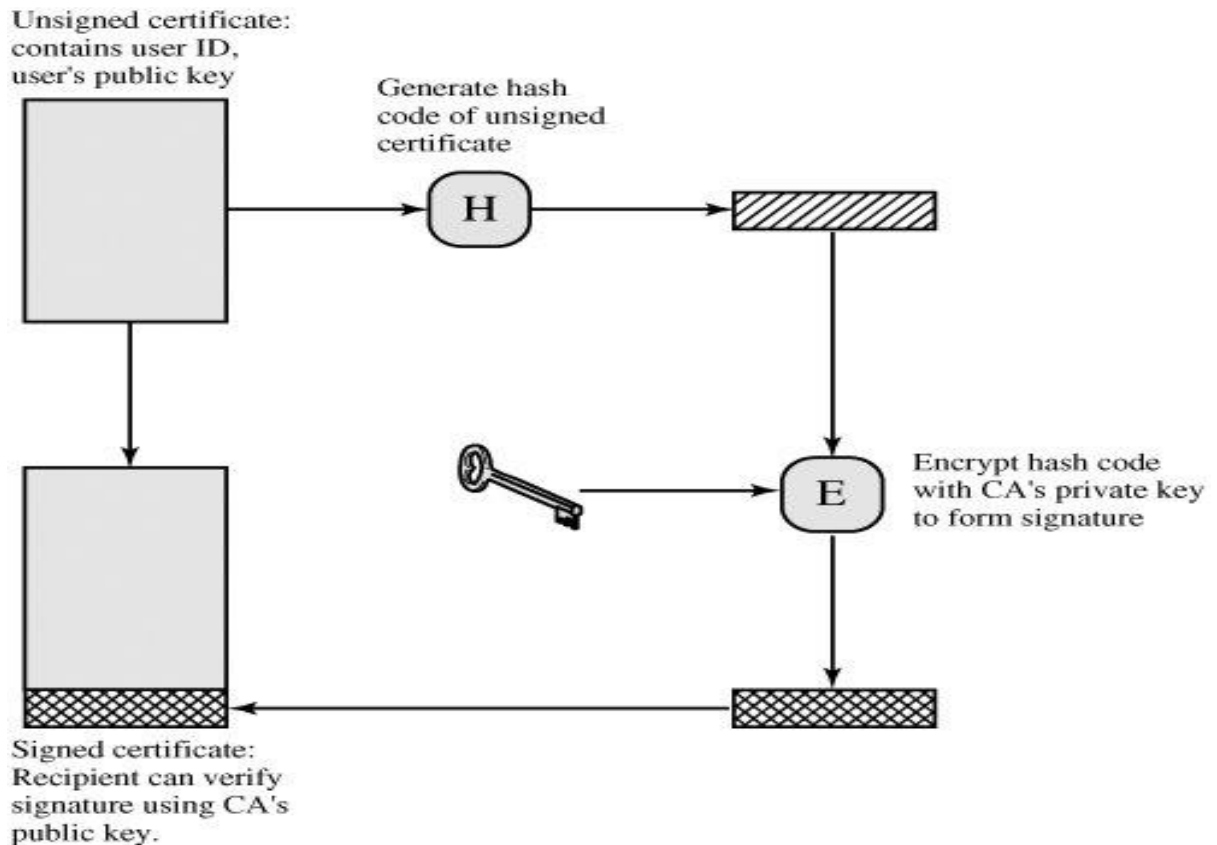 Unsigned certificate:
contains user ID,
user's public key
Generate hash
code of unsigned
certificate
H
E
Encrypt hash code
with CA's private key
to form signature
Signed certificate:
Recipient can verify
signature using CA's
public key.